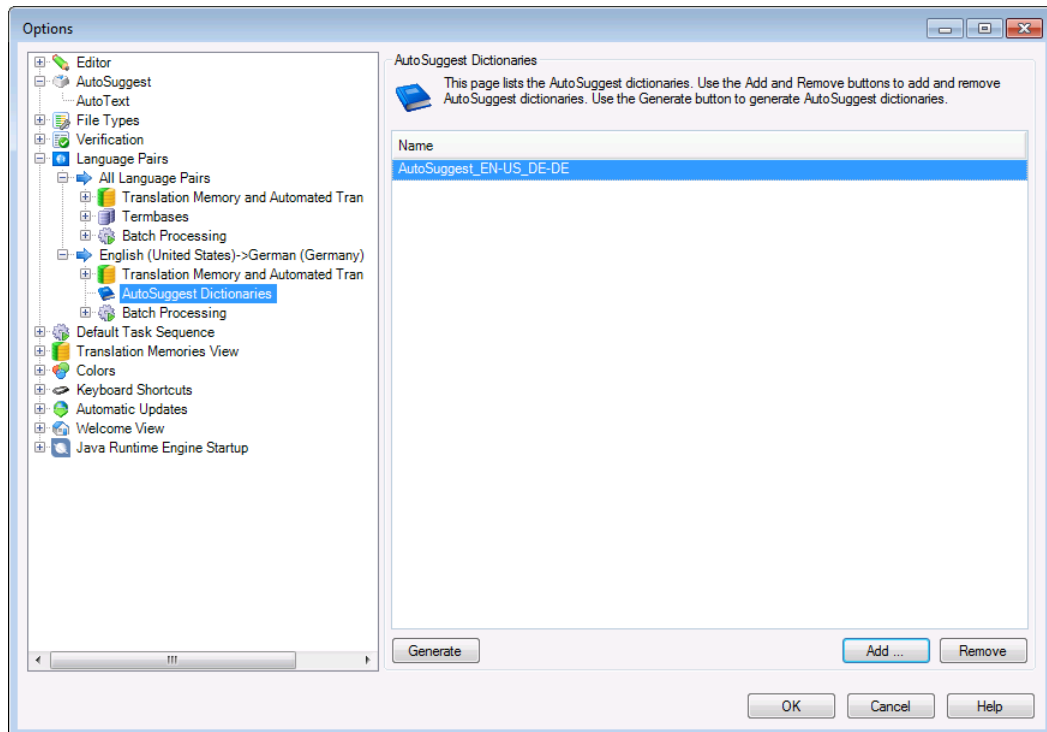 Options
Editor
AutoSuggest
AutoText
File Types
Verification
Language Pairs
All Language Pairs
Translation Memory and Automated Tran
Termbases
Batch Processing
English (United States)->German (Germany)
Translation Memory and Automated Tran
AutoSuggest Dictionaries
Batch Processing
Default Task Sequence
Translation Memories View
Colors
Keyboard Shortcuts
Automatic Updates
Welcome View
Java Runtime Engine Startup
AutoSuggest Dictionaries
This page lists the AutoSuggest dictionaries. Use the Add and Remove buttons to add and remove
AutoSuggest dictionaries. Use the Generate button to generate AutoSuggest dictionaries.
Name
AutoSuggest_EN-US_DE-DE
Generate
Add ...
Remove
OK
Cancel
Help